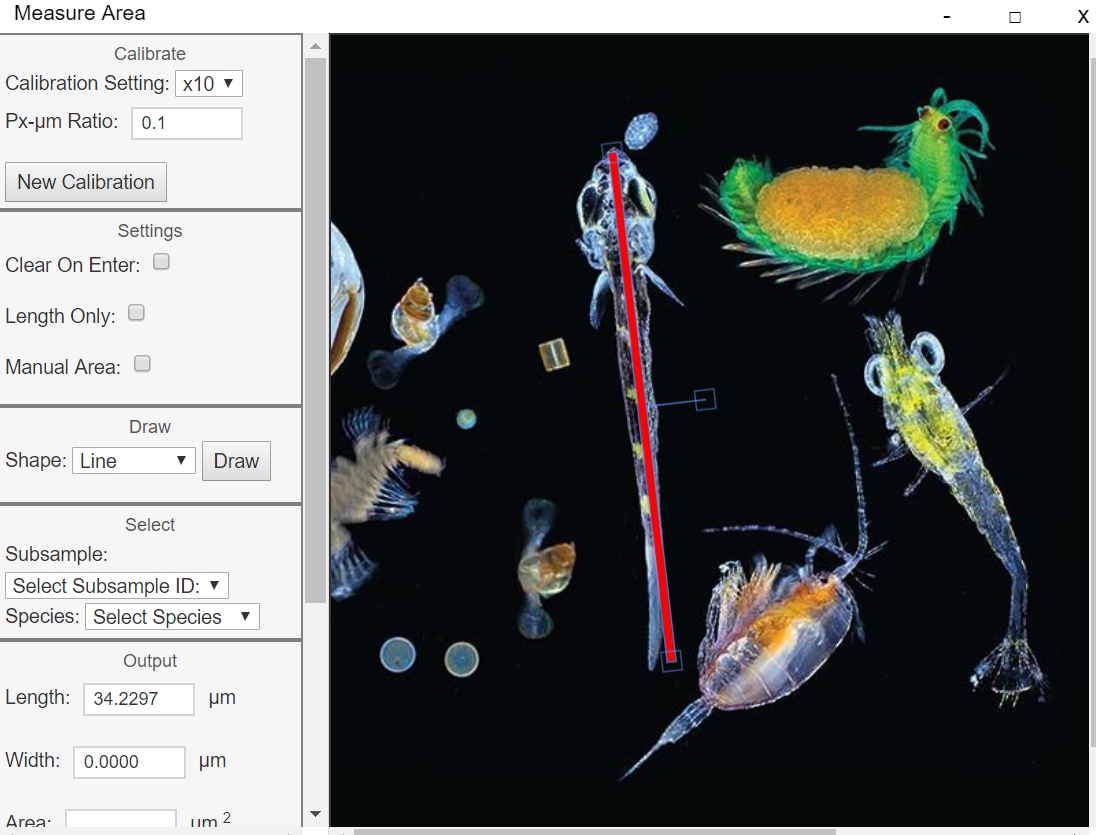 Measure Area
- □ X
Calibrate
Calibration Setting: x10 ▼
Px-μm Ratio: 0.1
New Calibration
Settings
Clear On Enter:
Length Only:
Manual Area:
Draw
Shape: Line ▼ Draw
Select
Subsample:
Select Subsample ID: ▼
Species: Select Species ▼
Output
Length: 34.2297 μm
Width: 0.0000 μm
Area: μm 2